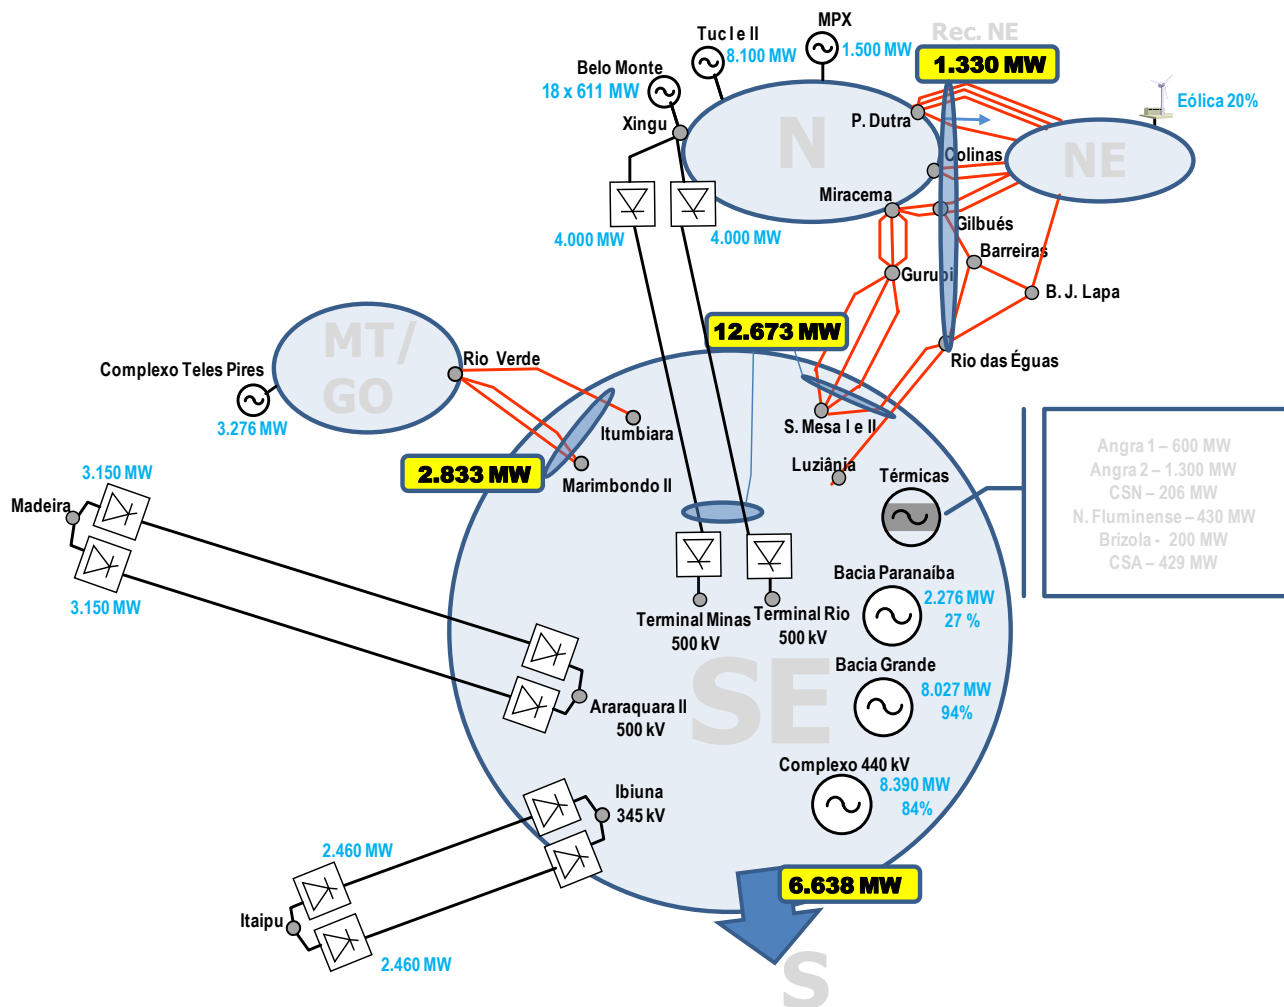 MPX
1.500 MW
Tuc I e II
8.100 MW
Rec. NE
1.330 MW
Belo Monte
18 x 611 MW
Xingu
N
P. Dutra
Eólica 20%
NE
Colinas
Miracema
4.000 MW
4.000 MW
Gilbués
Barreiras
Gurupi
B. J. Lapa
12.673 MW
Rio das Éguas
MT/
GO
Rio Verde
Complexo Teles Pires
3.276 MW
Itumbiara
S. Mesa I e II
2.833 MW
Marimbondo II
Luziânia
Térmicas
Angra 1 – 600 MW
Angra 2 – 1.300 MW
CSN – 206 MW
N. Fluminense – 430 MW
Brizola - 200 MW
CSA – 429 MW
3.150 MW
Madeira
3.150 MW
Terminal Minas
500 kV
Terminal Rio
500 kV
Bacia Paranaíba
2.276 MW
27 %
SE
Bacia Grande
8.027 MW
94%
Araraquara II
500 kV
Complexo 440 kV
8.390 MW
84%
Ibiuna
345 kV
2.460 MW
Itaipu
2.460 MW
6.638 MW
S